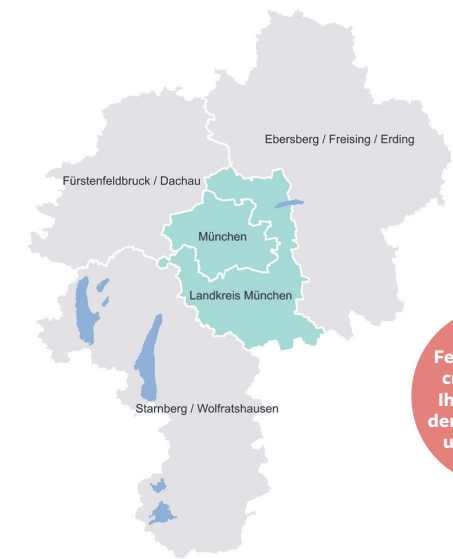 Ebersberg / Freising / Erding
Fürstenfeldbruck / Dachau
München
Landkreis München
Starnberg / Wolfratshausen